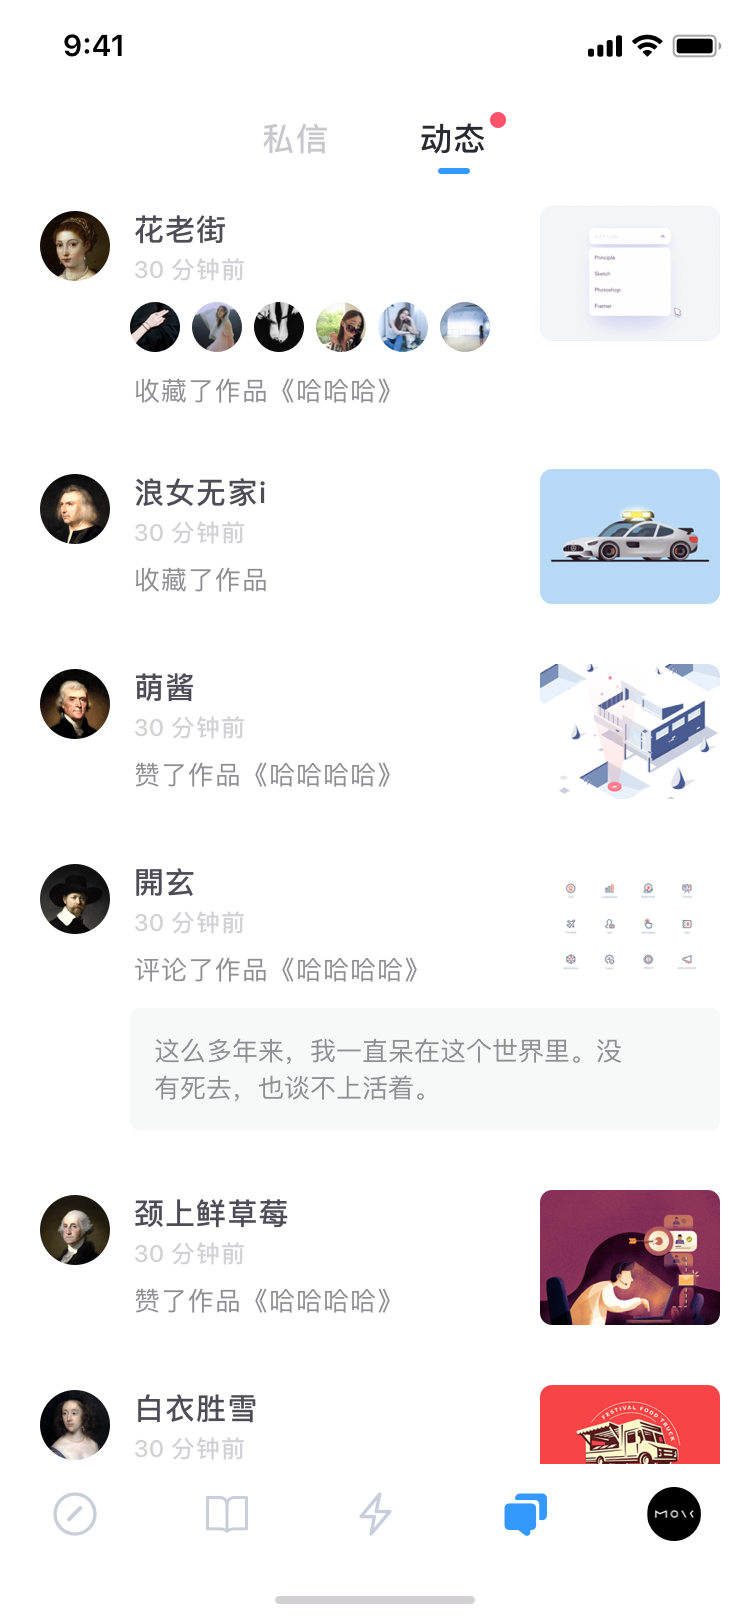 9:41
私信
动态
花老街
30 分钟前
Principle
Sketch
Photoshop
Framer
收藏了作品《哈哈哈》
浪女无家i
30 分钟前
收藏了作品
萌酱
30 分钟前
赞了作品《哈哈哈哈》
開玄
30 分钟前
评论了作品《哈哈哈哈》
这么多年来，我一直呆在这个世界里。没
有死去，也谈不上活着。
颈上鲜草莓
30 分钟前
赞了作品《哈哈哈哈》
白衣胜雪
30 分钟前
FESTIVAL FOOD TRUCK